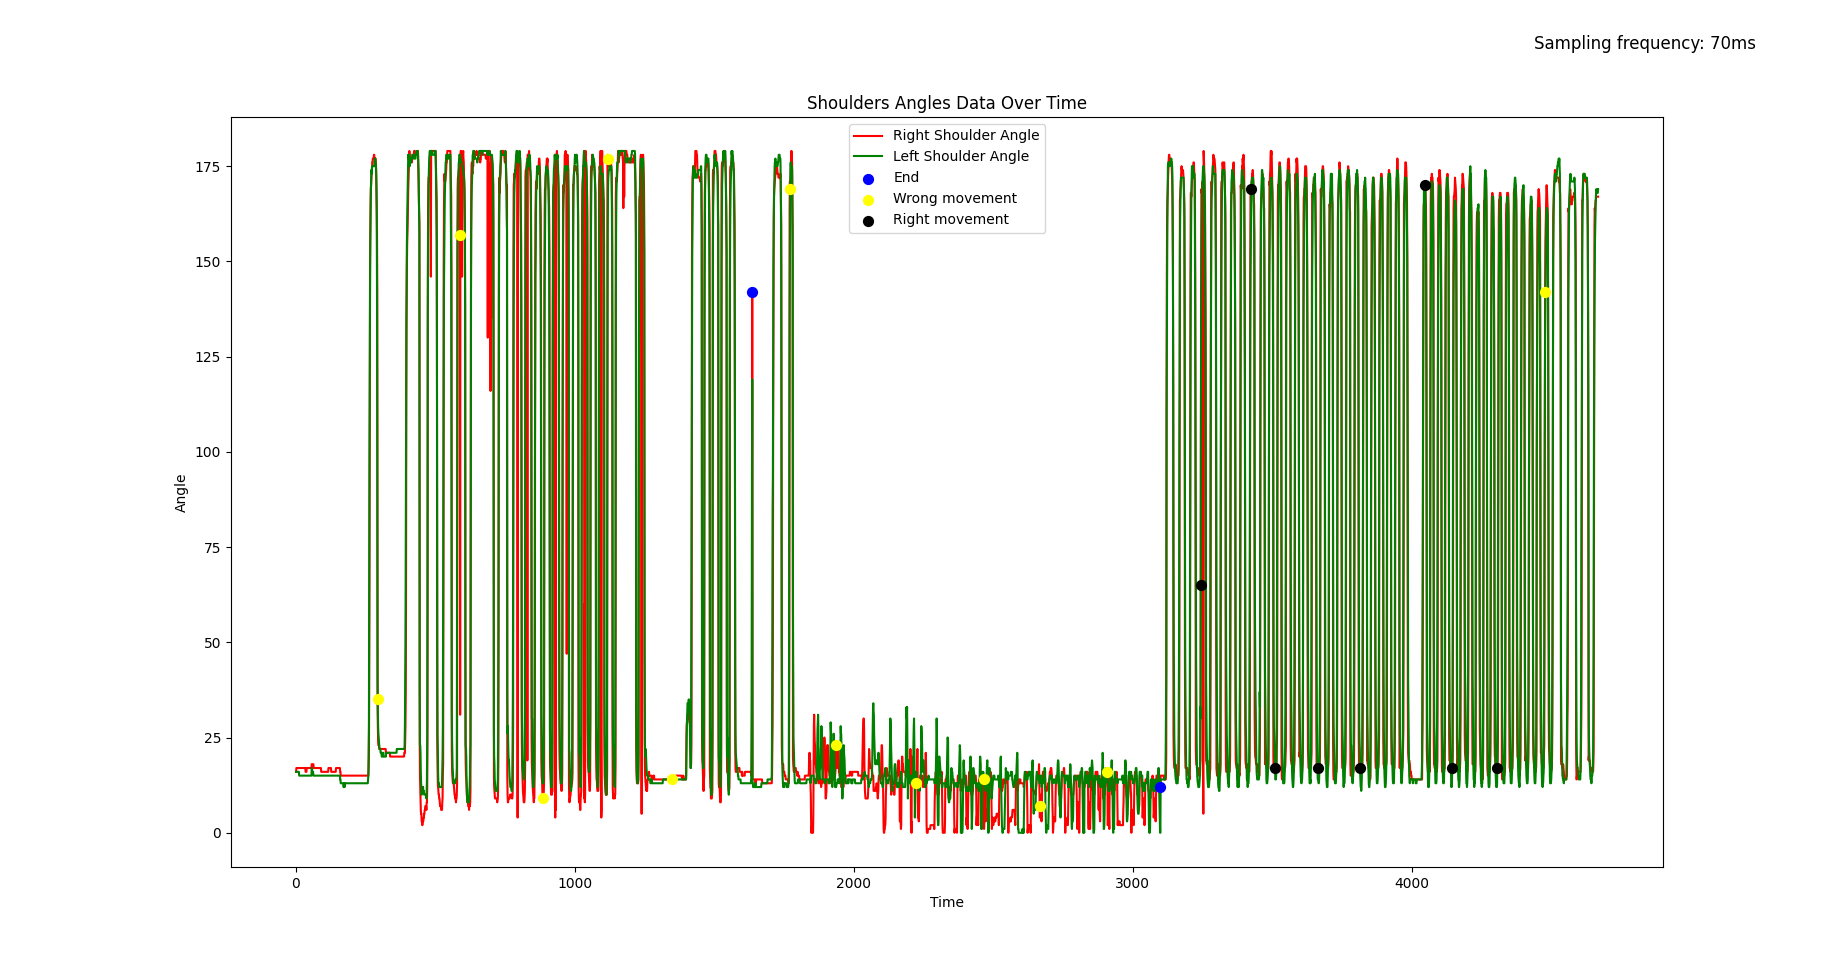 Sampling frequency: 70ms
Shoulders Angles Data Over Time
Right Shoulder Angle
Left Shoulder Angle
End
Wrong movement
Right movement
175
150
125
100
75
50
25
0
Angle
0 1000 2000 3000 4000
Time